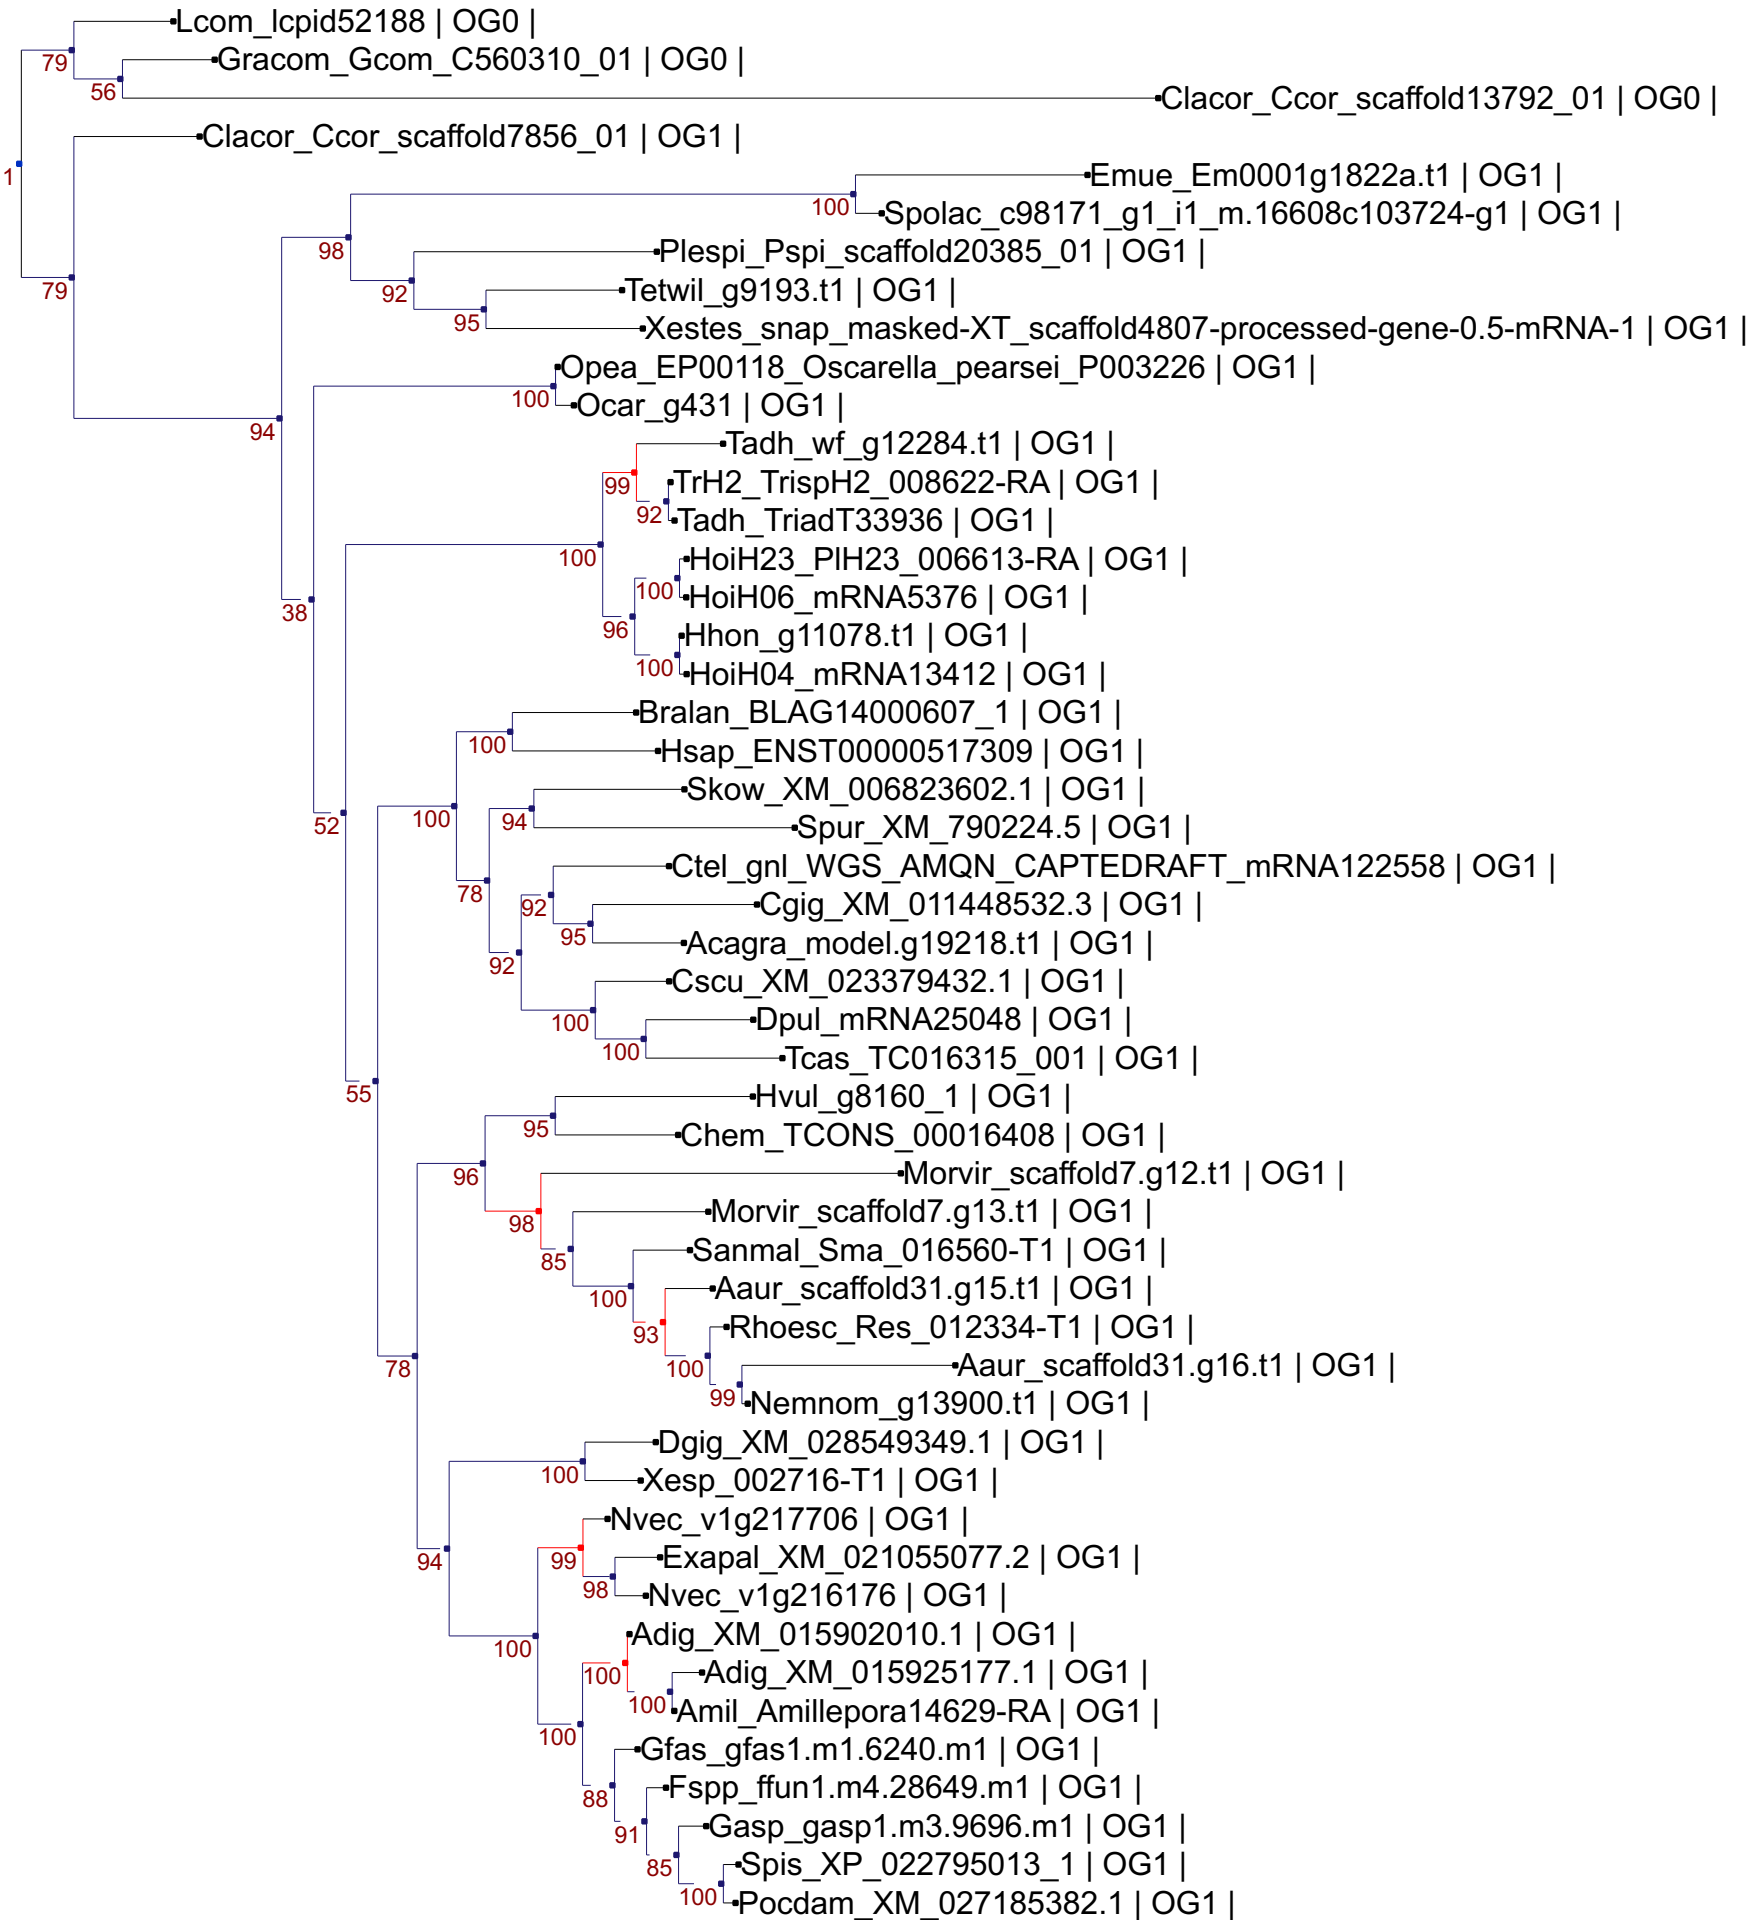 Lcom_lcpid52188 | OG0 |
79
Gracom_Gcom_C560310_01 | OG0 |
56
Clacor_Ccor_scaffold13792_01 | OG0 |
Clacor_Ccor_scaffold7856_01 | OG1 |
1
Emue_Em0001g1822a.t1 | OG1 |
100
Spolac_c98171_g1_i1_m.16608c103724-g1 | OG1 |
98
Plespi_Pspi_scaffold20385_01 | OG1 |
79
92
Tetwil_g9193.t1 | OG1 |
95
Xestes_snap_masked-XT_scaffold4807-processed-gene-0.5-mRNA-1 | OG1 |
Opea_EP00118_Oscarella_pearsei_P003226 | OG1 |
100
Ocar_g431 | OG1 |
94
Tadh_wf_g12284.t1 | OG1 |
99
TrH2_TrispH2_008622-RA | OG1 |
92
Tadh_TriadT33936 | OG1 |
100
HoiH23_PlH23_006613-RA | OG1 |
100
HoiH06_mRNA5376 | OG1 |
38
96
Hhon_g11078.t1 | OG1 |
100
HoiH04_mRNA13412 | OG1 |
Bralan_BLAG14000607_1 | OG1 |
100
Hsap_ENST00000517309 | OG1 |
Skow_XM_006823602.1 | OG1 |
52
100
94
Spur_XM_790224.5 | OG1 |
Ctel_gnl_WGS_AMQN_CAPTEDRAFT_mRNA122558 | OG1 |
78
92
Cgig_XM_011448532.3 | OG1 |
95
Acagra_model.g19218.t1 | OG1 |
92
Cscu_XM_023379432.1 | OG1 |
100
Dpul_mRNA25048 | OG1 |
100
Tcas_TC016315_001 | OG1 |
55
Hvul_g8160_1 | OG1 |
95
Chem_TCONS_00016408 | OG1 |
96
Morvir_scaffold7.g12.t1 | OG1 |
98
Morvir_scaffold7.g13.t1 | OG1 |
85
Sanmal_Sma_016560-T1 | OG1 |
100
Aaur_scaffold31.g15.t1 | OG1 |
93
Rhoesc_Res_012334-T1 | OG1 |
78
100
Aaur_scaffold31.g16.t1 | OG1 |
99
Nemnom_g13900.t1 | OG1 |
Dgig_XM_028549349.1 | OG1 |
100
Xesp_002716-T1 | OG1 |
Nvec_v1g217706 | OG1 |
94
99
Exapal_XM_021055077.2 | OG1 |
98
Nvec_v1g216176 | OG1 |
100
Adig_XM_015902010.1 | OG1 |
100
Adig_XM_015925177.1 | OG1 |
100
Amil_Amillepora14629-RA | OG1 |
100
Gfas_gfas1.m1.6240.m1 | OG1 |
88
Fspp_ffun1.m4.28649.m1 | OG1 |
91
Gasp_gasp1.m3.9696.m1 | OG1 |
85
Spis_XP_022795013_1 | OG1 |
100
Pocdam_XM_027185382.1 | OG1 |